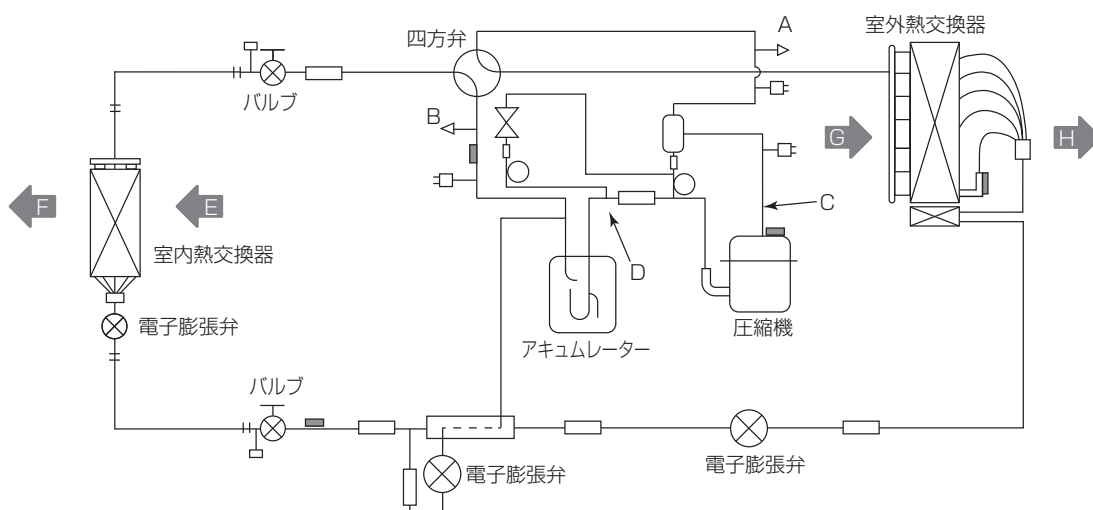 四方弁
A
室外熱交換器
バルブ
B
G
H
F
E
C
室内熱交換器
D
電子膨張弁
圧縮機
アキュムレーター
バルブ
電子膨張弁
電子膨張弁